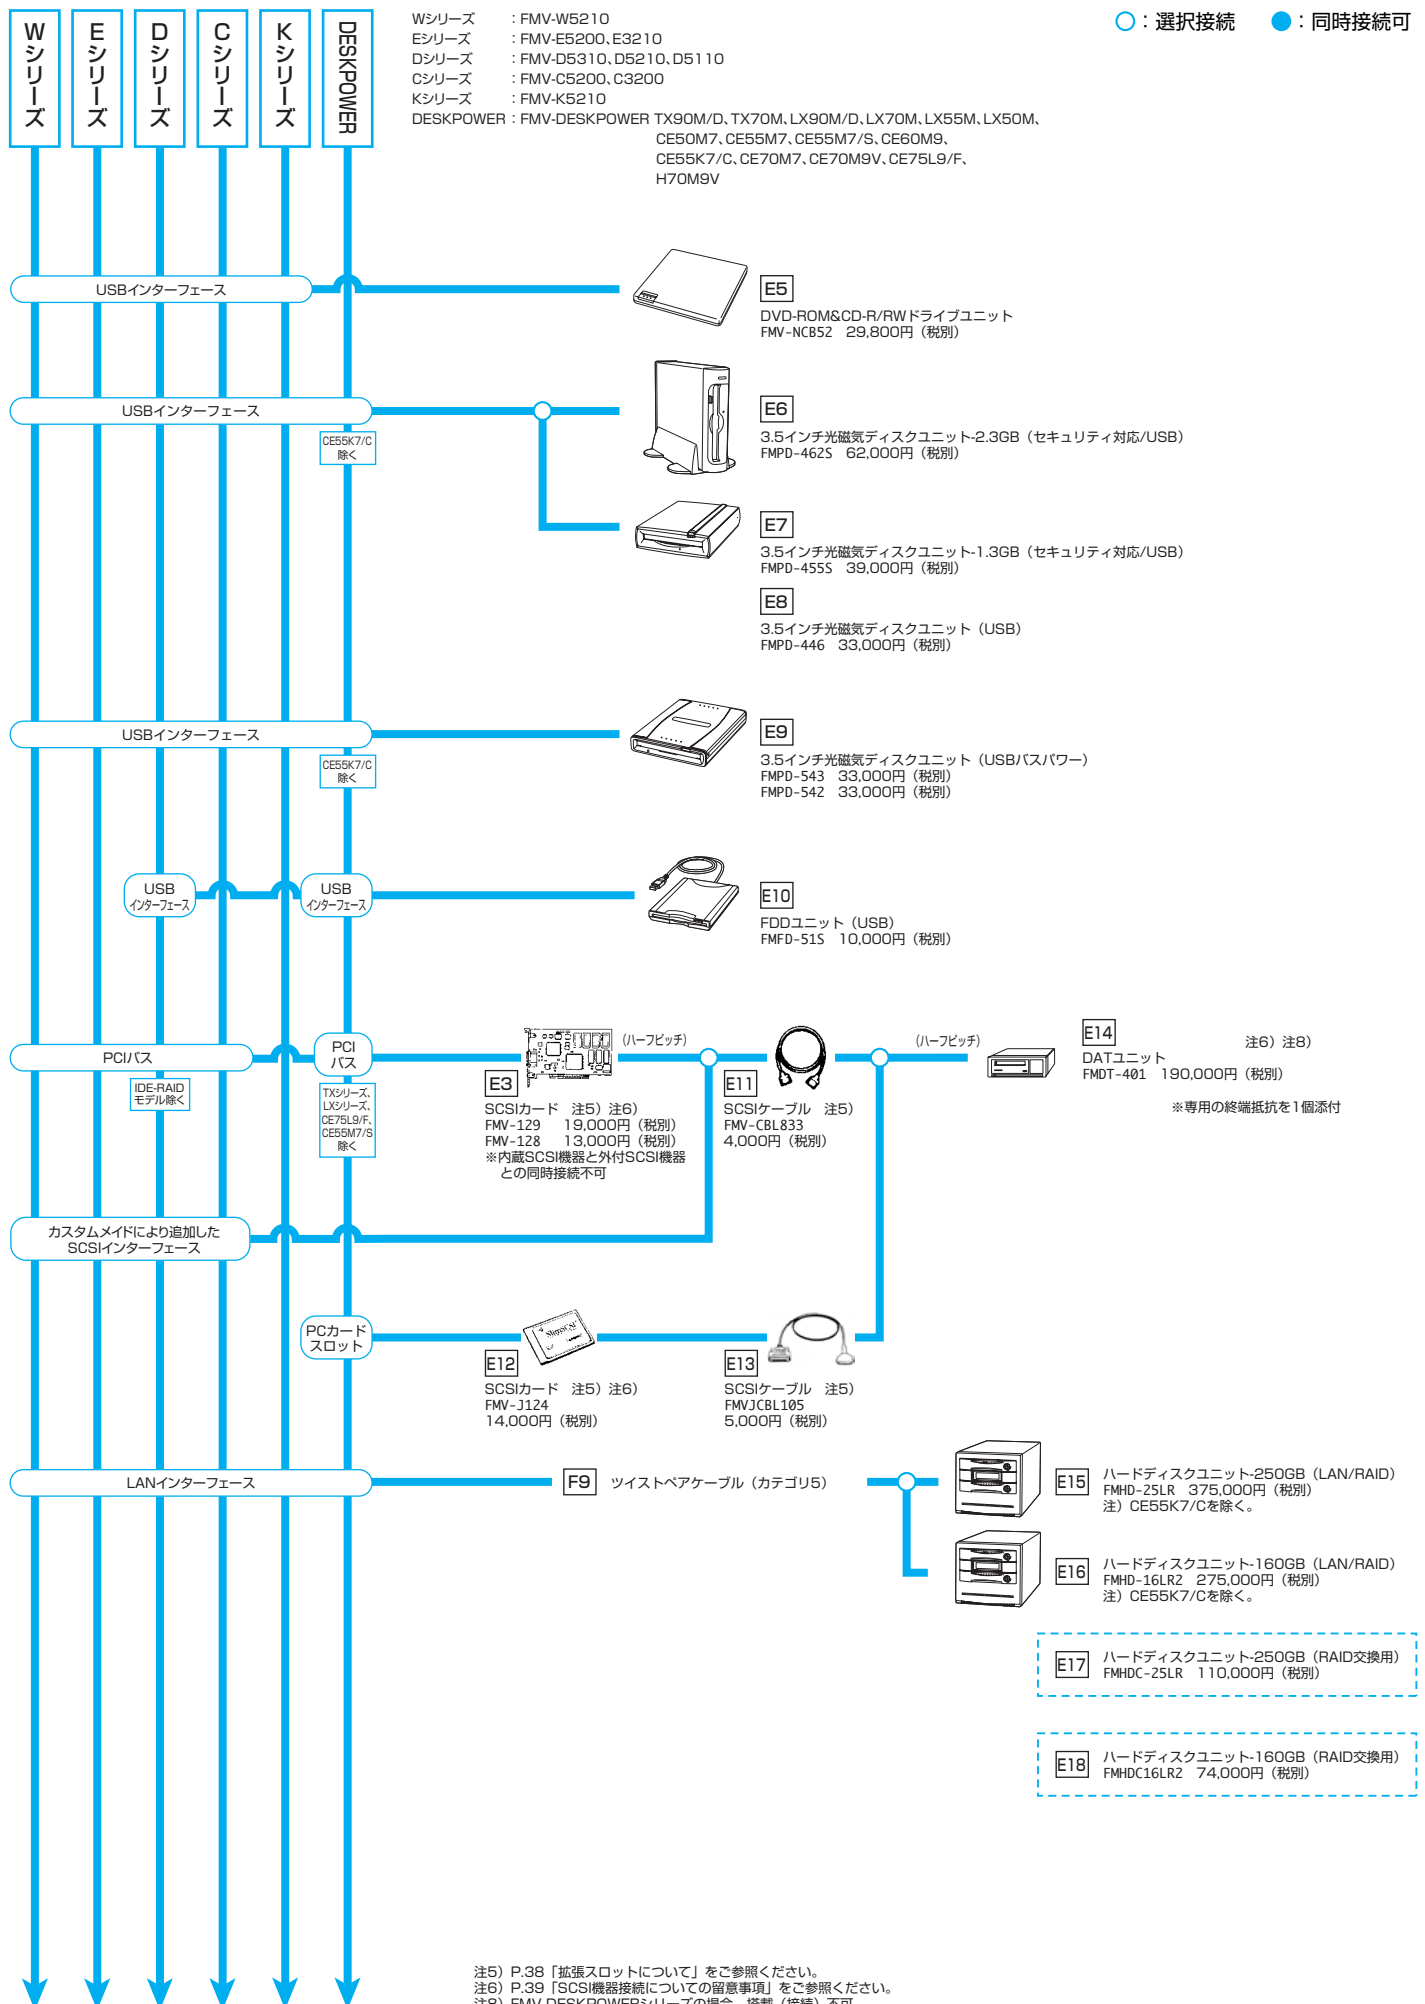 Wシリーズ
Eシリーズ
Dシリーズ
Cシリーズ
Kシリーズ
DESKPOWER
Wシリーズ ：FMV-W5210
Eシリーズ ：FMV-E5200、E3210
Dシリーズ ：FMV-D5310、D5210、D5110
Cシリーズ ：FMV-C5200、C3200
Kシリーズ ：FMV-K5210
DESKPOWER：FMV-DESKPOWER TX90M/D、TX70M、LX90M/D、LX70M、LX55M、LX50M、
CE50M7、CE55M7、CE55M7/S、CE60M9、
CE55K7/C、CE70M7、CE70M9V、CE75L9/F、
H70M9V
○：選択接続 ●：同時接続可
USBインターフェース
E5
DVD-ROM&CD-R/RWドライブユニット
FMV-NCB52 29,800円（税別）
USBインターフェース
CE55K7/C
除く
E6
3.5インチ光磁気ディスクユニット-2.3GB（セキュリティ対応/USB）
FMPD-462S 62,000円（税別）
E7
3.5インチ光磁気ディスクユニット-1.3GB（セキュリティ対応/USB）
FMPD-455S 39,000円（税別）
E8
3.5インチ光磁気ディスクユニット（USB）
FMPD-446 33,000円（税別）
USBインターフェース
CE55K7/C
除く
E9
3.5インチ光磁気ディスクユニット（USBバスパワー）
FMPD-543 33,000円（税別）
FMPD-542 33,000円（税別）
USB
インターフェース
USB
インターフェース
E10
FDDユニット（USB）
FMFD-51S 10,000円（税別）
PCIバス
IDE-RAID
モデル除く
PCI
バス
TXシリーズ、
LXシリーズ、
CE75L9/F、
CE55M7/S
除く
（ハーフピッチ）
E3
SCSIカード 注5）注6）
FMV-129 19,000円（税別）
FMV-128 13,000円（税別）
※内蔵SCSI機器と外付SCSI機器
との同時接続不可
E11
SCSIケーブル 注5）
FMV-CBL833
4,000円（税別）
（ハーフピッチ）
E14 注6）注8）
DATユニット
FMDT-401 190,000円（税別）
※専用の終端抵抗を1個添付
カスタムメイドにより追加した
SCSIインターフェース
PCカード
スロット
E12
SCSIカード 注5）注6）
FMV-J124
14,000円（税別）
E13
SCSIケーブル 注5）
FMVJCBL105
5,000円（税別）
LANインターフェース
F9 ツイストペアケーブル（カテゴリ5）
E15
ハードディスクユニット-250GB（LAN/RAID）
FMHD-25LR 375,000円（税別）
注）CE55K7/Cを除く。
E16
ハードディスクユニット-160GB（LAN/RAID）
FMHD-16LR2 275,000円（税別）
注）CE55K7/Cを除く。
E17
ハードディスクユニット-250GB（RAID交換用）
FMHDC-25LR 110,000円（税別）
E18
ハードディスクユニット-160GB（RAID交換用）
FMHDC16LR2 74,000円（税別）
注5）P.38「拡張スロットについて」をご参照ください。
注6）P.39「SCSI機器接続についての留意事項」をご参照ください。
注8）FMV-DESKPOWERシリーズの場合、搭載（接続）不可